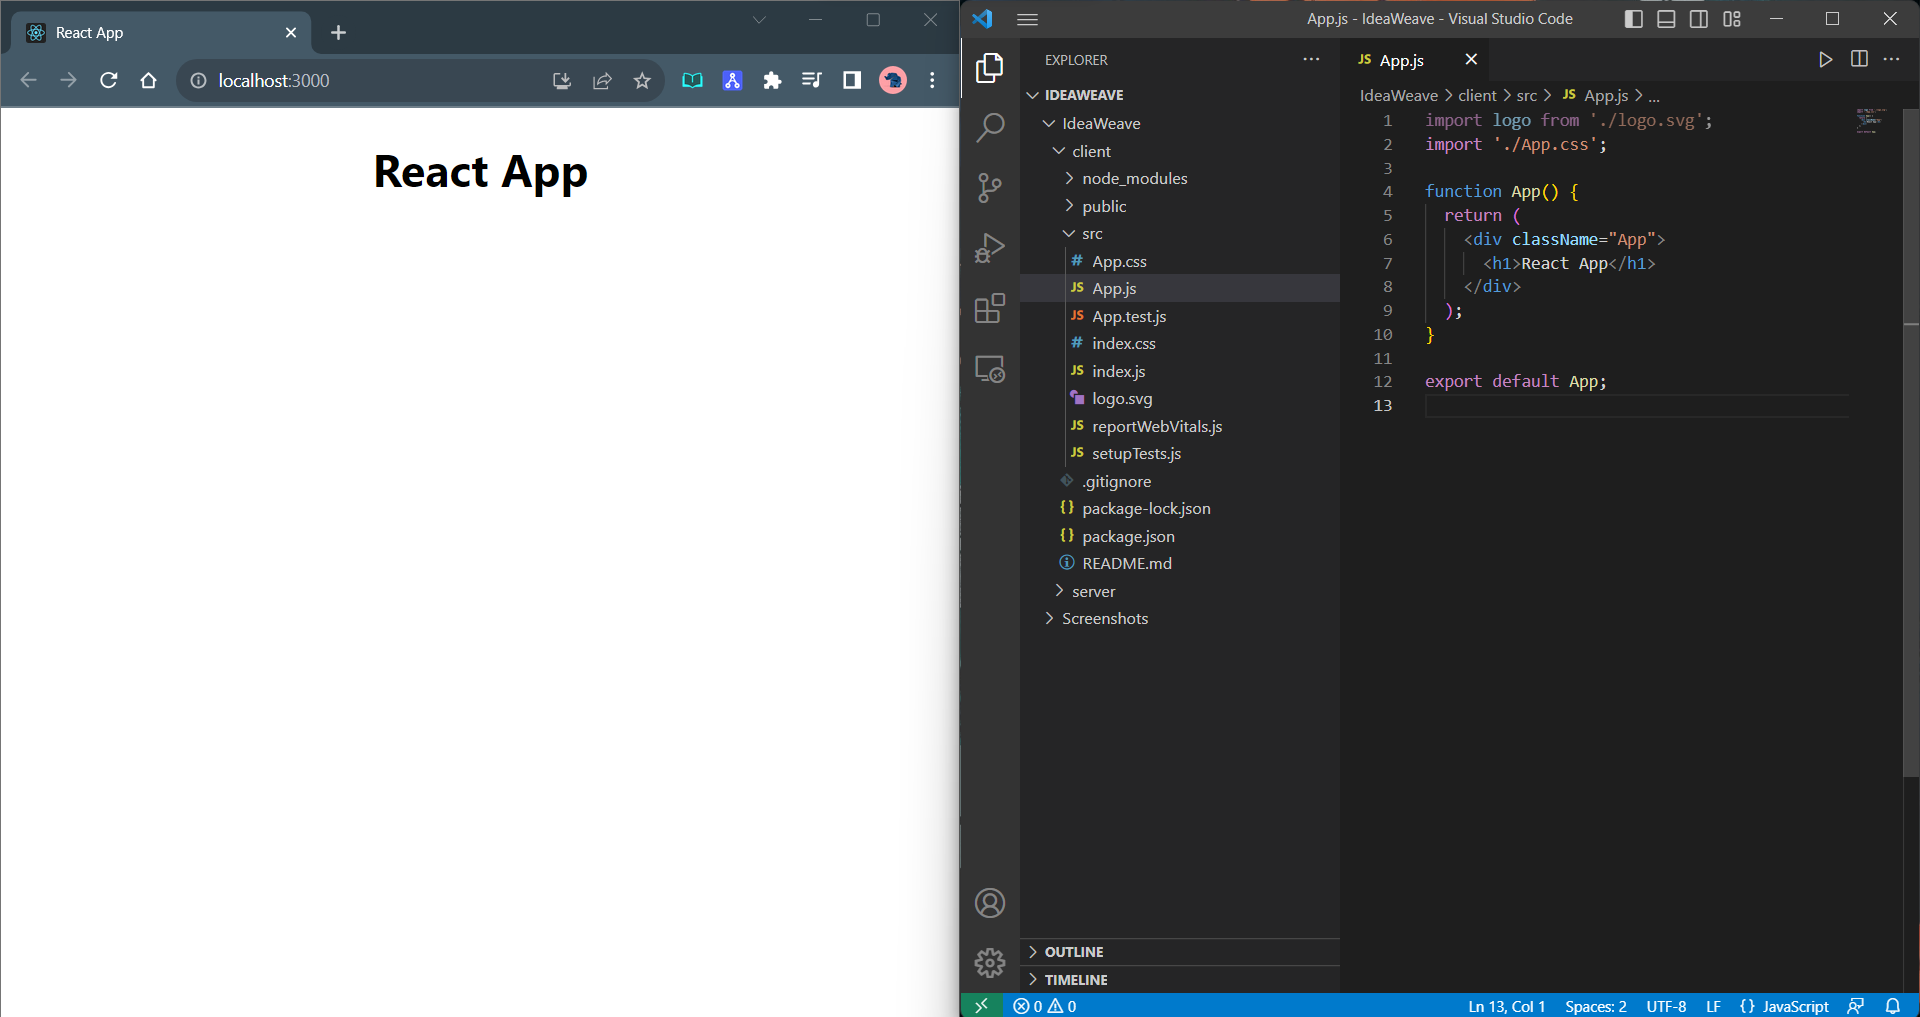 React App
localhost:3000
React App
App.js - IdeaWeave - Visual Studio Code
EXPLORER
IDEAWEAVE
IdeaWeave
client
node_modules
public
src
# App.css
JS App.js
JS App.test.js
# index.css
JS index.js
logo.svg
JS reportWebVitals.js
JS setupTests.js
.gitignore
{} package-lock.json
{} package.json
README.md
server
Screenshots
OUTLINE
TIMELINE
JS App.js
IdeaWeave > client > src > JS App.js > ...
1 import logo from './logo.svg';
2 import './App.css';
3
4 function App() {
5 return (
6 <div className="App">
7 <h1>React App</h1>
8 </div>
9 );
10 }
11
12 export default App;
13
0 0
Ln 13, Col 1 Spaces: 2 UTF-8 LF {} JavaScript